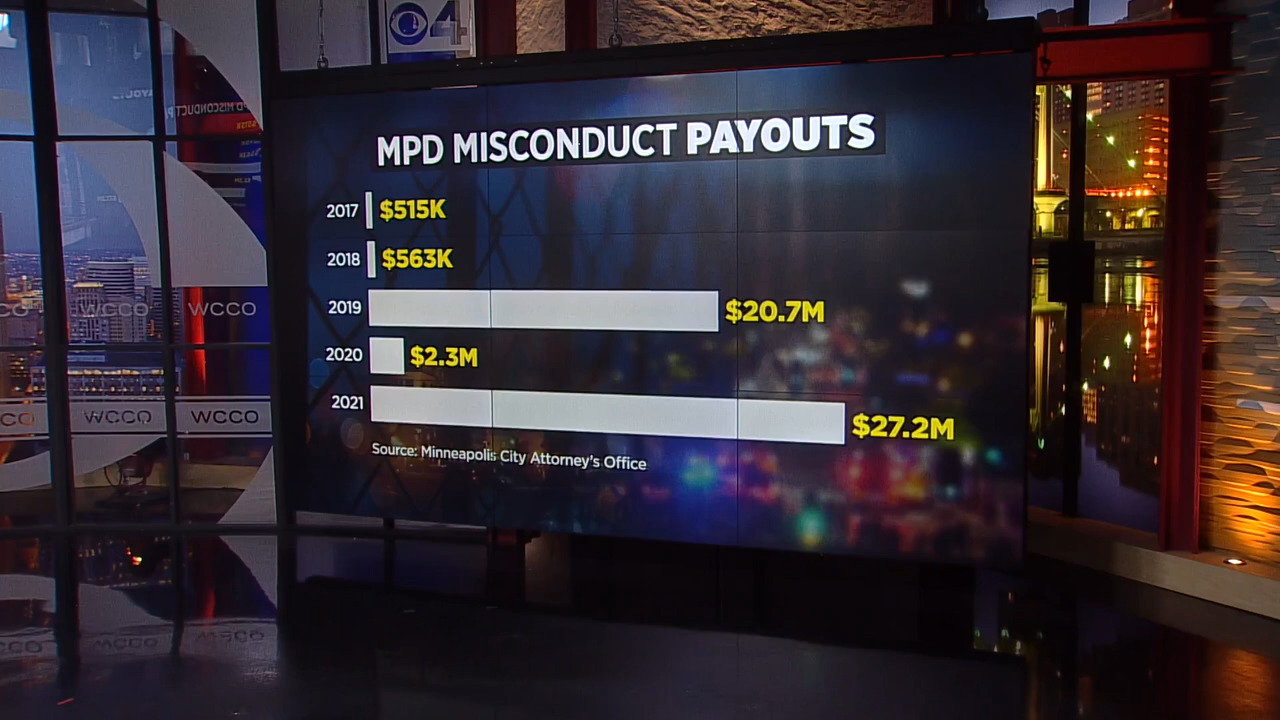 4
MPD MISCONDUCT PAYOUTS
2017 $515K
2018 $563K
2019 $20.7M
2020 $2.3M
2021 $27.2M
Source: Minneapolis City Attorney's Office
WCCO
WCCO
WCCO
WCCO